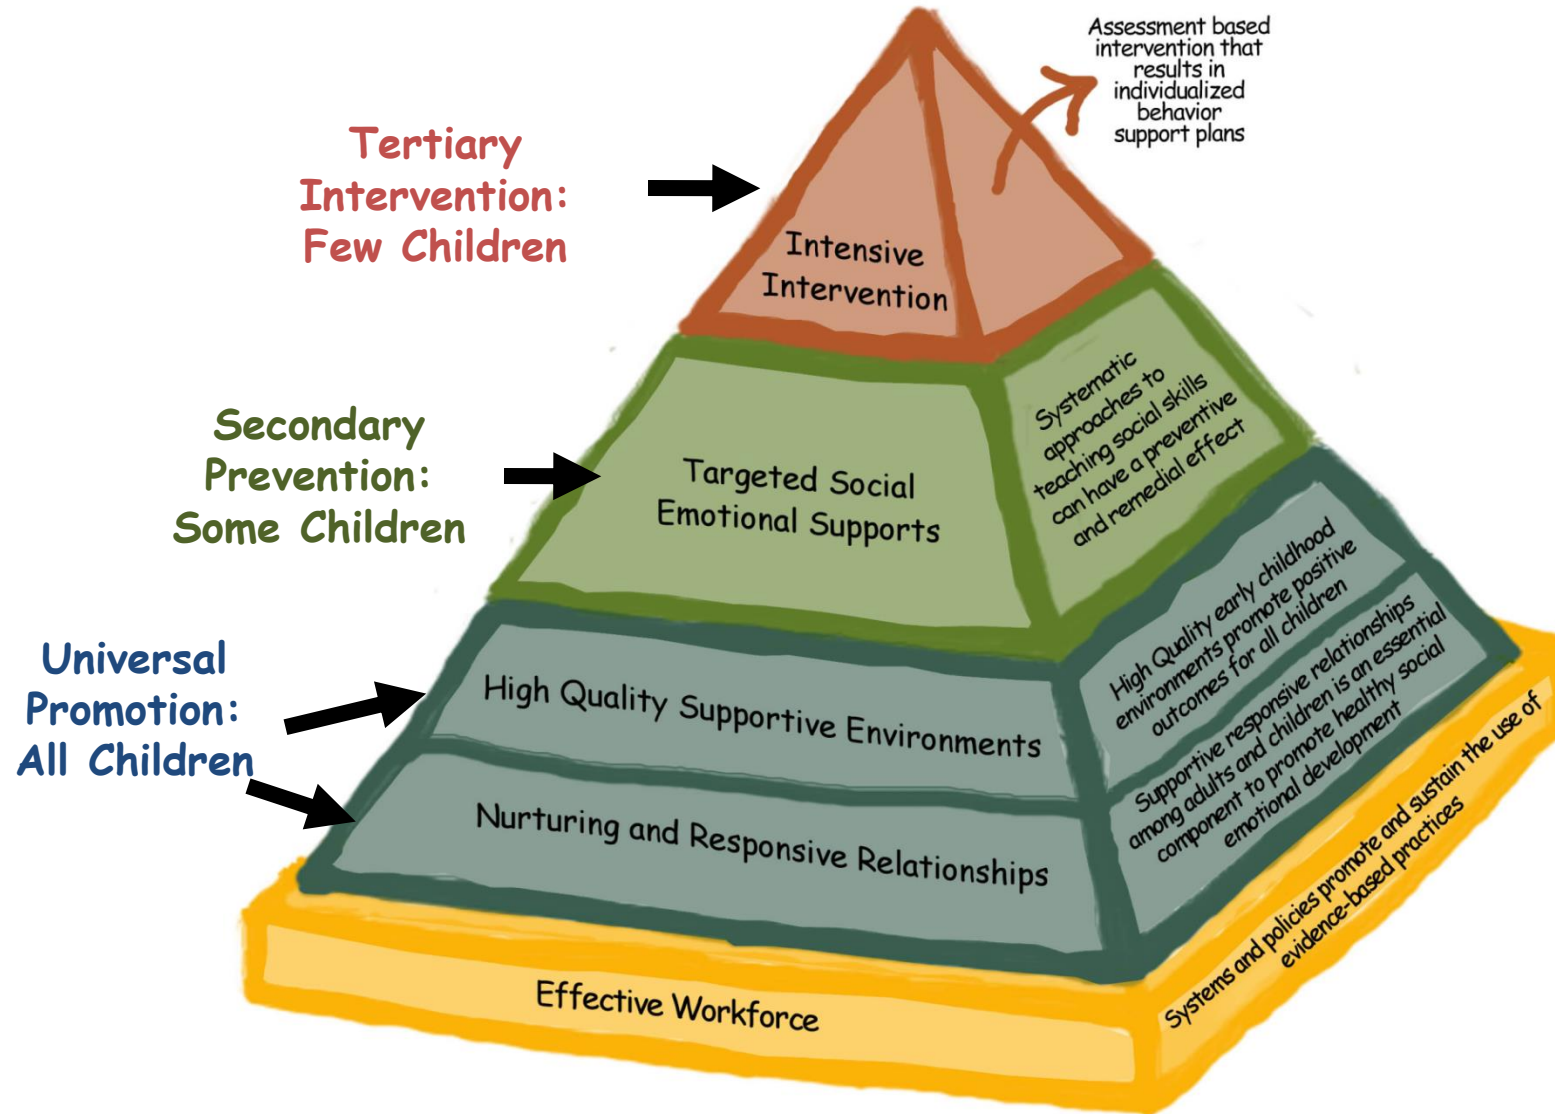 Assessment based
intervention that
results in
individualized
behavior
support plans
Tertiary
Intervention:
Few Children
Intensive
Intervention
Secondary
Prevention:
Some Children
Targeted Social
Emotional Supports
Systematic
approaches to
teaching social skills
can have a preventive
and remedial effect
Universal
Promotion:
All Children
High Quality Supportive Environments
High Quality early childhood
environments promote positive
outcomes for all children
Nurturing and Responsive Relationships
Supportive responsive relationships
among adults and children is an essential
component to promote healthy social
emotional development
Effective Workforce
Systems and policies promote and sustain the use of
evidence-based practices